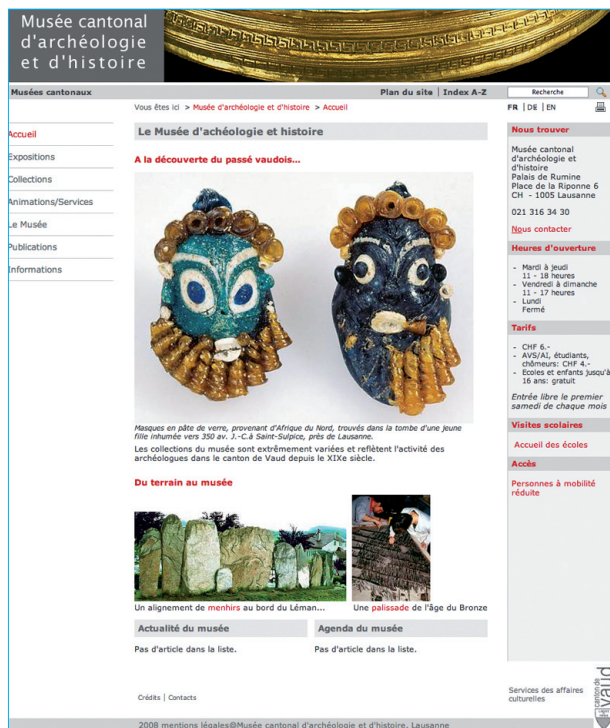 Musée cantonal
d'archéologie
et d'histoire
Musées cantonaux
Plan du site | Index A-Z
Recherche
Vous êtes ici > Musée d'archéologie et d'histoire > Accueil
FR | DE | EN
Accueil
Expositions
Collections
Animations/Services
Le Musée
Publications
Informations
Le Musée d'achéologie et histoire
A la découverte du passé vaudois...
Masques en pâte de verre, provenant d'Afrique du Nord, trouvés dans la tombe d'une jeune
fille inhumée vers 350 av. J.-C.à Saint-Sulpice, près de Lausanne.
Les collections du musée sont extrêmement variées et reflètent l'activité des
archéologues dans le canton de Vaud depuis le XIXe siècle.
Du terrain au musée
Un alignement de menhirs au bord du Léman...
Une palissade de l'âge du Bronze
Actualité du musée
Pas d'article dans la liste.
Agenda du musée
Pas d'article dans la liste.
Nous trouver
Musée cantonal
d'archéologie et
d'histoire
Palais de Rumine
Place de la Riponne 6
CH - 1005 Lausanne
021 316 34 30
Nous contacter
Heures d'ouverture
- Mardi à jeudi
11 - 18 heures
- Vendredi à dimanche
11 - 17 heures
- Lundi
Fermé
Tarifs
- CHF 6.-
- AVS/AI, étudiants,
chômeurs: CHF 4.-
- Ecoles et enfants jusqu'à
16 ans: gratuit
Entrée libre le premier
samedi de chaque mois
Visites scolaires
Accueil des écoles
Accès
Personnes à mobilité
réduite
Crédits | Contacts
Services des affaires
culturelles
canton de
vaud
2008 mentions légales@Musée cantonal d'archéologie et d'histoire, Lausanne